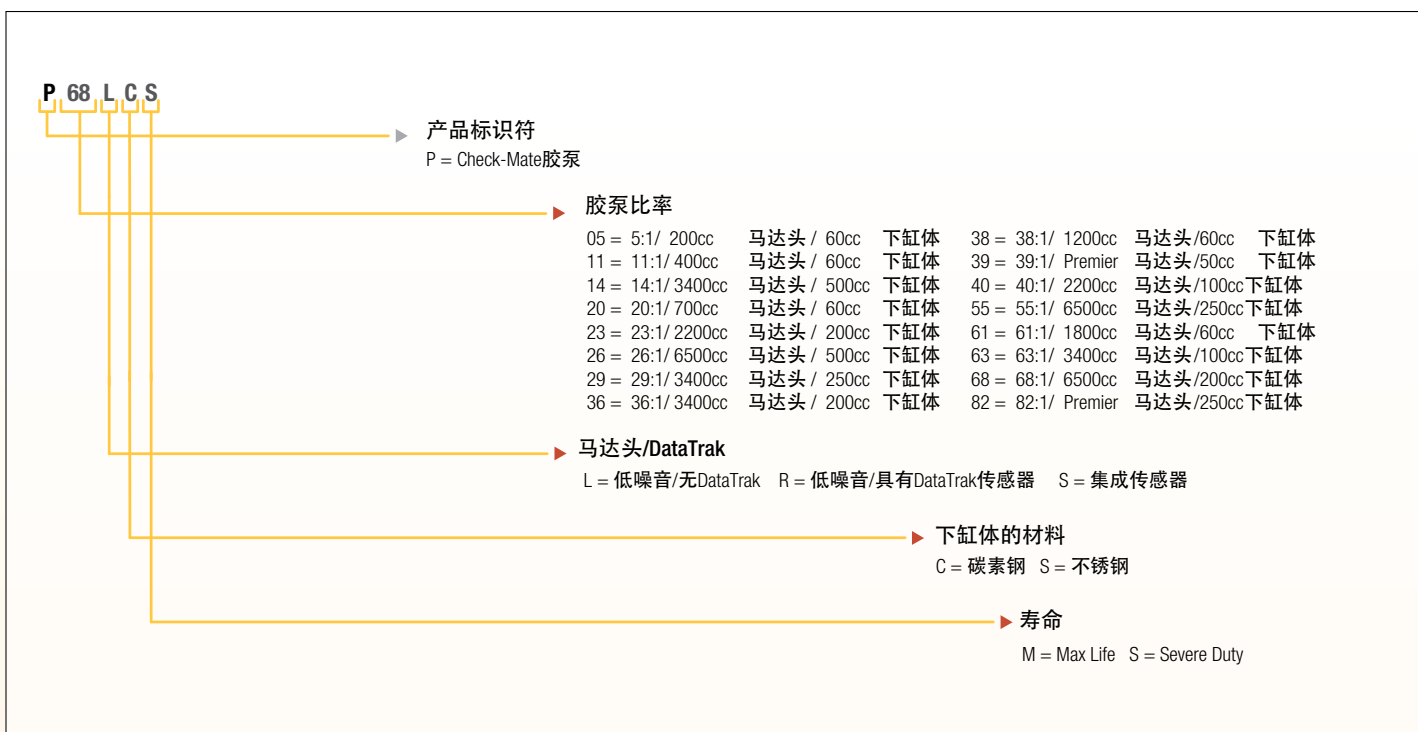 P 68 L C S
产品标识符
P = Check-Mate胶泵
胶泵比率
05 = 5:1/ 200cc 马达头 / 60cc 下缸体 38 = 38:1/ 1200cc 马达头/60cc 下缸体
11 = 11:1/ 400cc 马达头 / 60cc 下缸体 39 = 39:1/ Premier 马达头/50cc 下缸体
14 = 14:1/ 3400cc 马达头 / 500cc 下缸体 40 = 40:1/ 2200cc 马达头/100cc下缸体
20 = 20:1/ 700cc 马达头 / 60cc 下缸体 55 = 55:1/ 6500cc 马达头/250cc下缸体
23 = 23:1/ 2200cc 马达头 / 200cc 下缸体 61 = 61:1/ 1800cc 马达头/60cc 下缸体
26 = 26:1/ 6500cc 马达头 / 500cc 下缸体 63 = 63:1/ 3400cc 马达头/100cc下缸体
29 = 29:1/ 3400cc 马达头 / 250cc 下缸体 68 = 68:1/ 6500cc 马达头/200cc下缸体
36 = 36:1/ 3400cc 马达头 / 200cc 下缸体 82 = 82:1/ Premier 马达头/250cc下缸体
马达头/DataTrak
L = 低噪音/无DataTrak R = 低噪音/具有DataTrak传感器 S = 集成传感器
下缸体的材料
C = 碳素钢 S = 不锈钢
寿命
M = Max Life S = Severe Duty